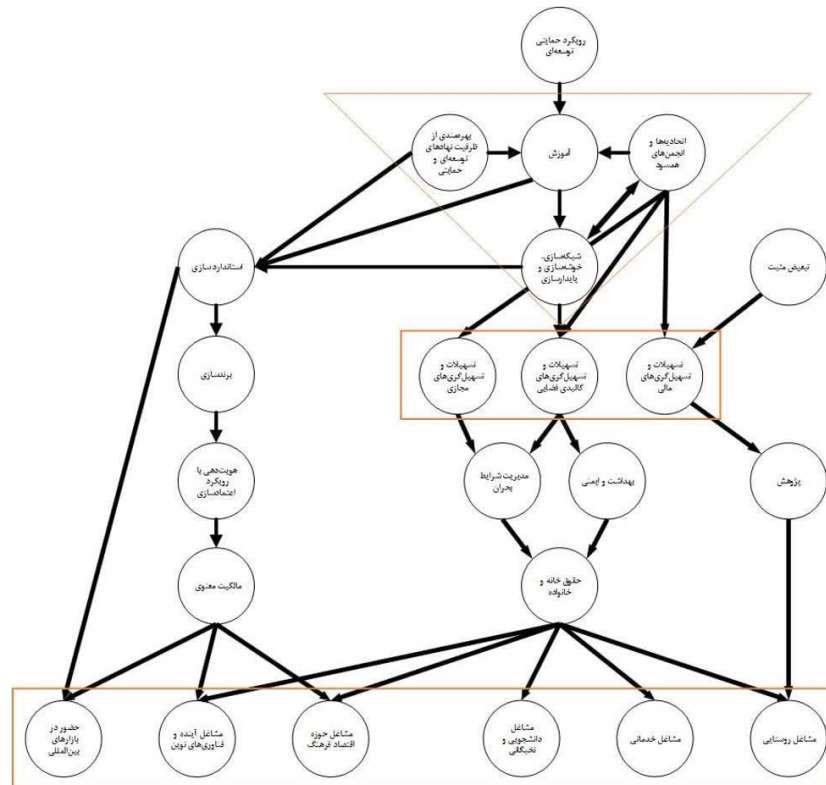 رویکرد حمایتی
توسعه‌ای
اتحادیه‌ها و
انجمن‌های
همسود
آموزش
بهره‌مندی از
ظرفیت نهادهای
توسعه‌ای و
حمایتی
تبعیض مثبت
شبکه‌سازی،
خوشه‌سازی و
پایدارسازی
استانداردسازی
تسهیلات و
تسهیل‌گری‌های
مالی
تسهیلات و
تسهیل‌گری‌های
کالبدی فضایی
تسهیلات و
تسهیل‌گری‌های
مجازی
برندسازی
پژوهش
بهداشت و ایمنی
مدیریت شرایط
بحران
هویت‌دهی با
رویکرد
اعتمادسازی
حقوق خانه و
خانواده
مالکیت معنوی
مشاغل روستایی
مشاغل خدماتی
مشاغل
دانشجویی و
نخبگانی
مشاغل حوزه
اقتصاد فرهنگ
مشاغل آینده و
فناوری‌های نوین
حضور در
بازارهای
بین‌المللی